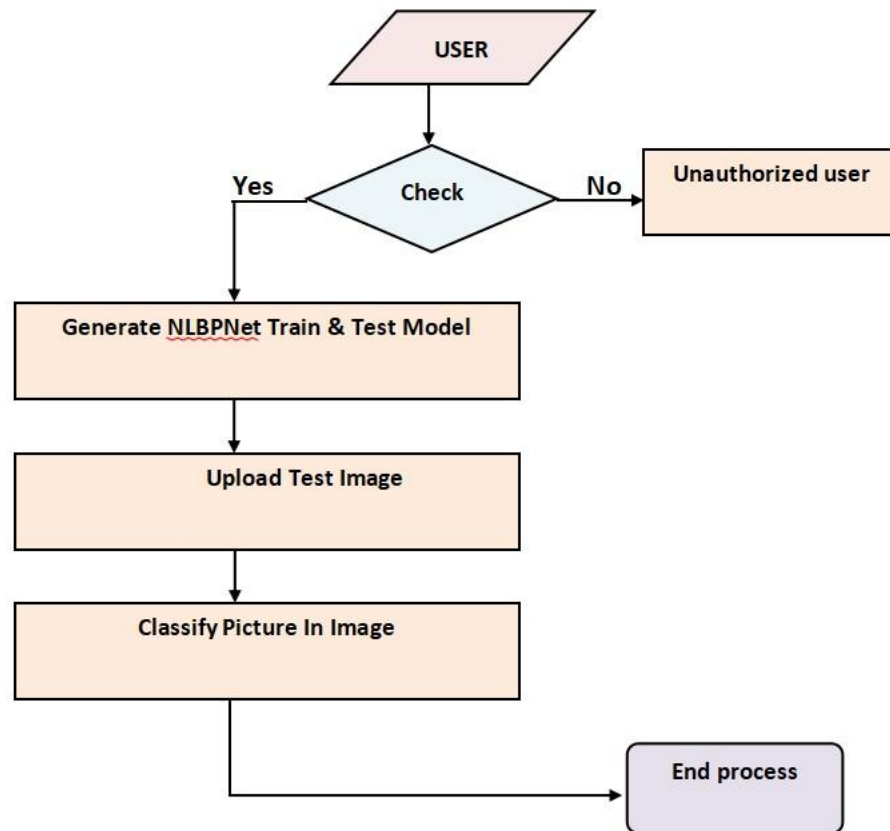 USER
Check
Yes
No
Unauthorized user
Generate NLBPNet Train & Test Model
Upload Test Image
Classify Picture In Image
End process